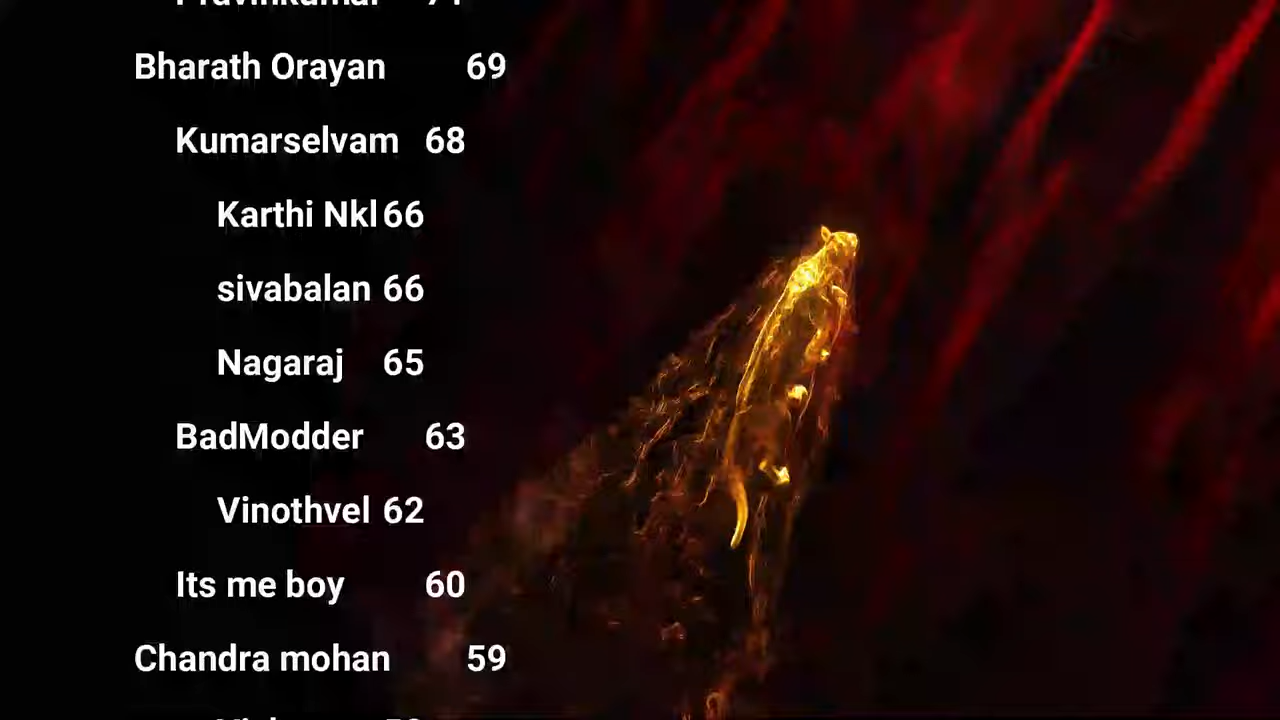 Bharath Orayan 69
Kumarselvam 68
Karthi Nkl 66
sivabalan 66
Nagaraj 65
BadModder 63
Vinothvel 62
Its me boy 60
Chandra mohan 59